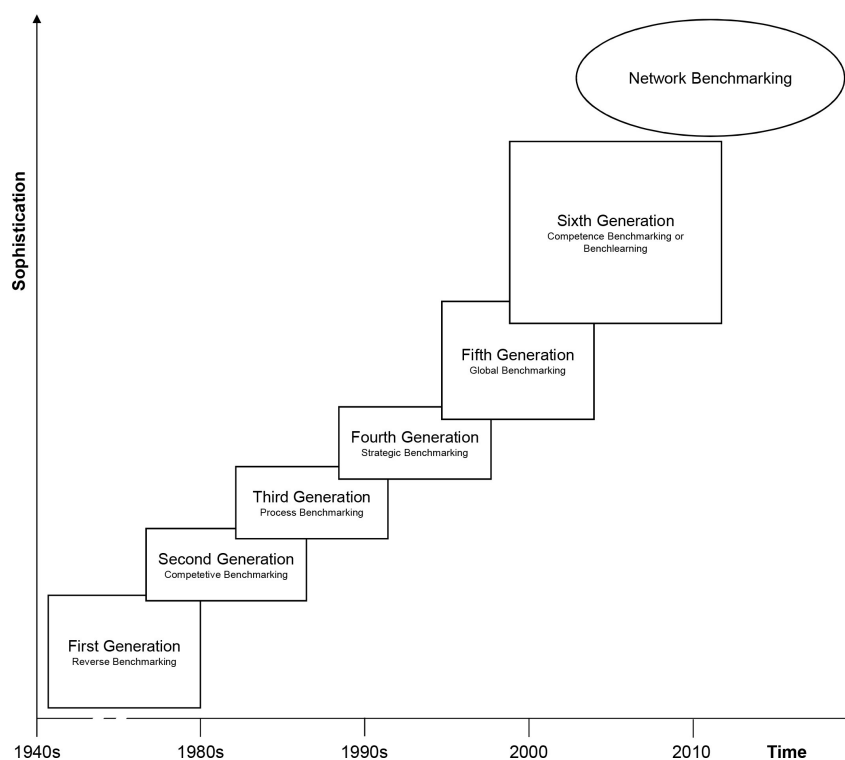 Network Benchmarking
Sophistication
Sixth Generation
Competence Benchmarking or
Benchlearning
Fifth Generation
Global Benchmarking
Fourth Generation
Strategic Benchmarking
Third Generation
Process Benchmarking
Second Generation
Competetive Benchmarking
First Generation
Reverse Benchmarking
1940s 1980s 1990s 2000 2010 Time